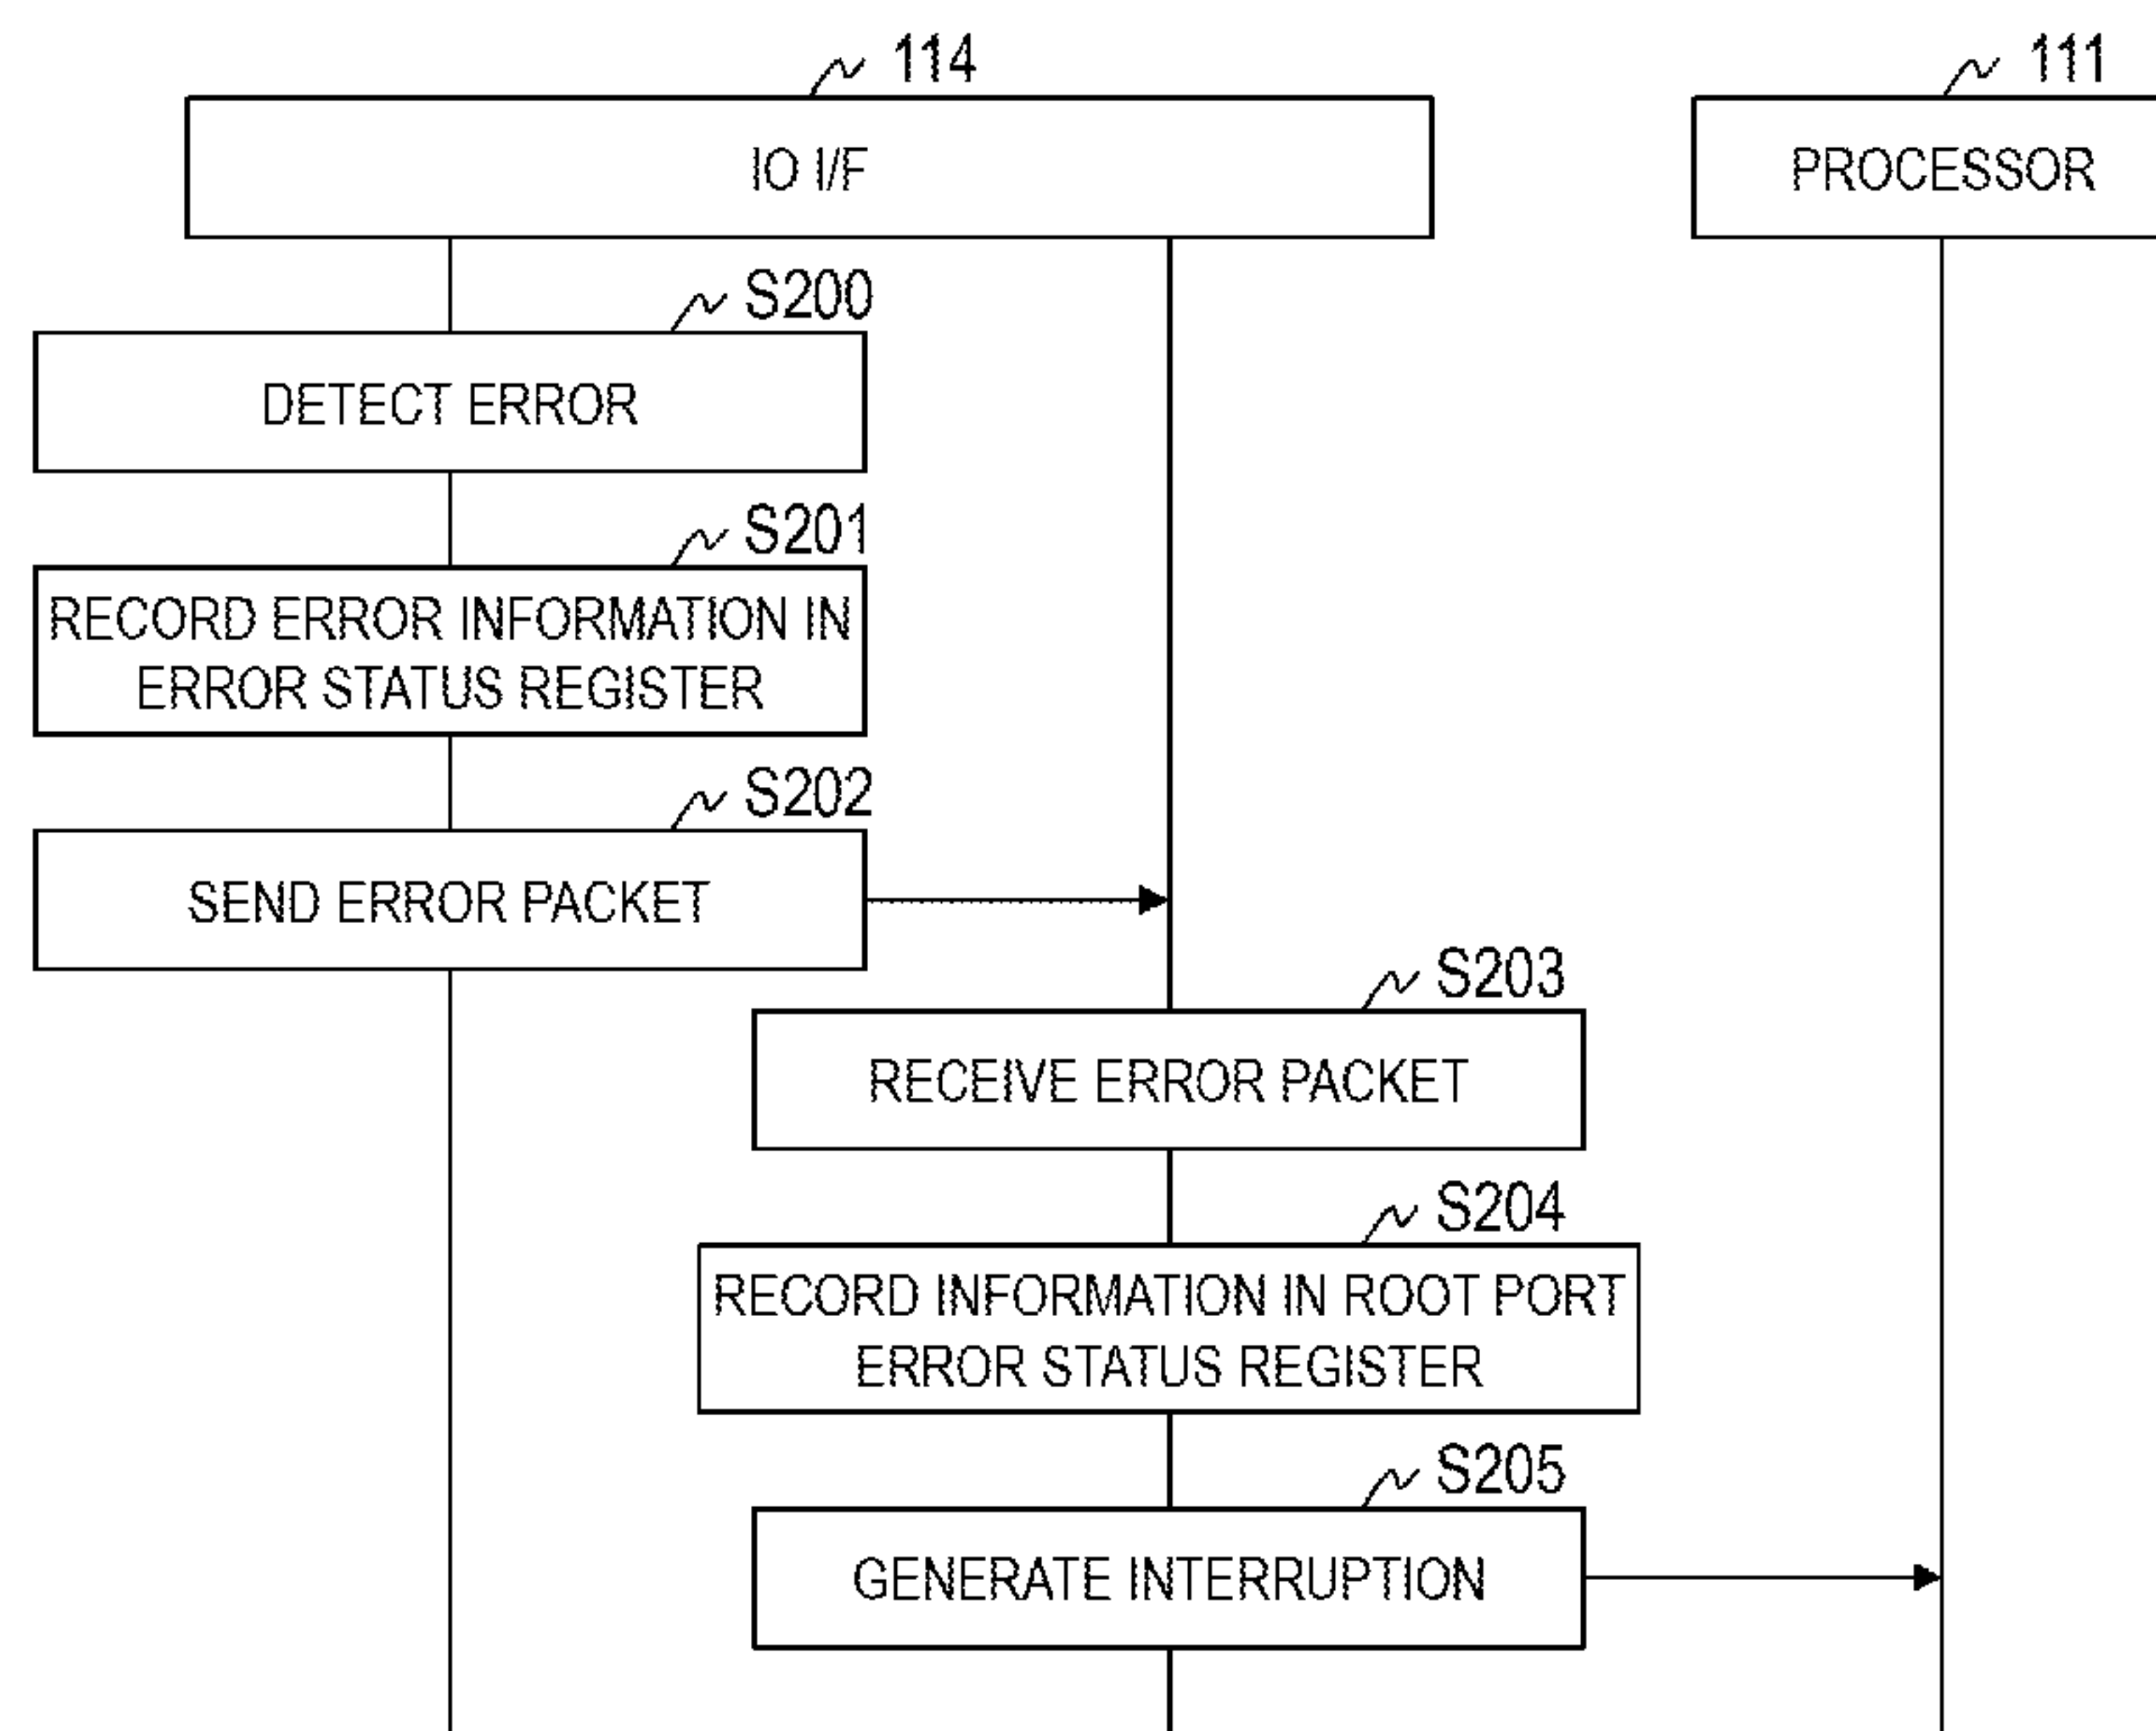 114
111
IO I/F
PROCESSOR
S200
DETECT ERROR
S201
RECORD ERROR INFORMATION IN
ERROR STATUS REGISTER
S202
SEND ERROR PACKET
S203
RECEIVE ERROR PACKET
S204
RECORD INFORMATION IN ROOT PORT
ERROR STATUS REGISTER
S205
GENERATE INTERRUPTION